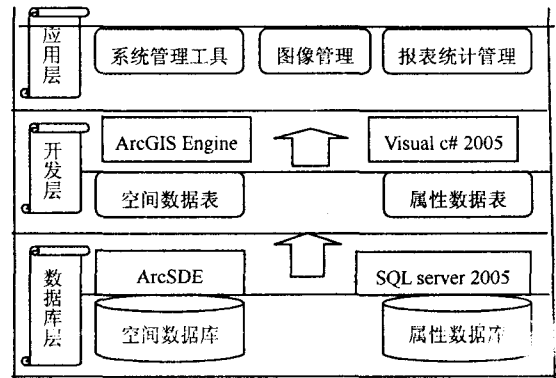 应用层
系统管理工具 图像管理 报表统计管理
开发层
ArcGIS Engine Visual c# 2005
空间数据表 属性数据表
数据库层
ArcSDE SQL server 2005
空间数据库 属性数据库